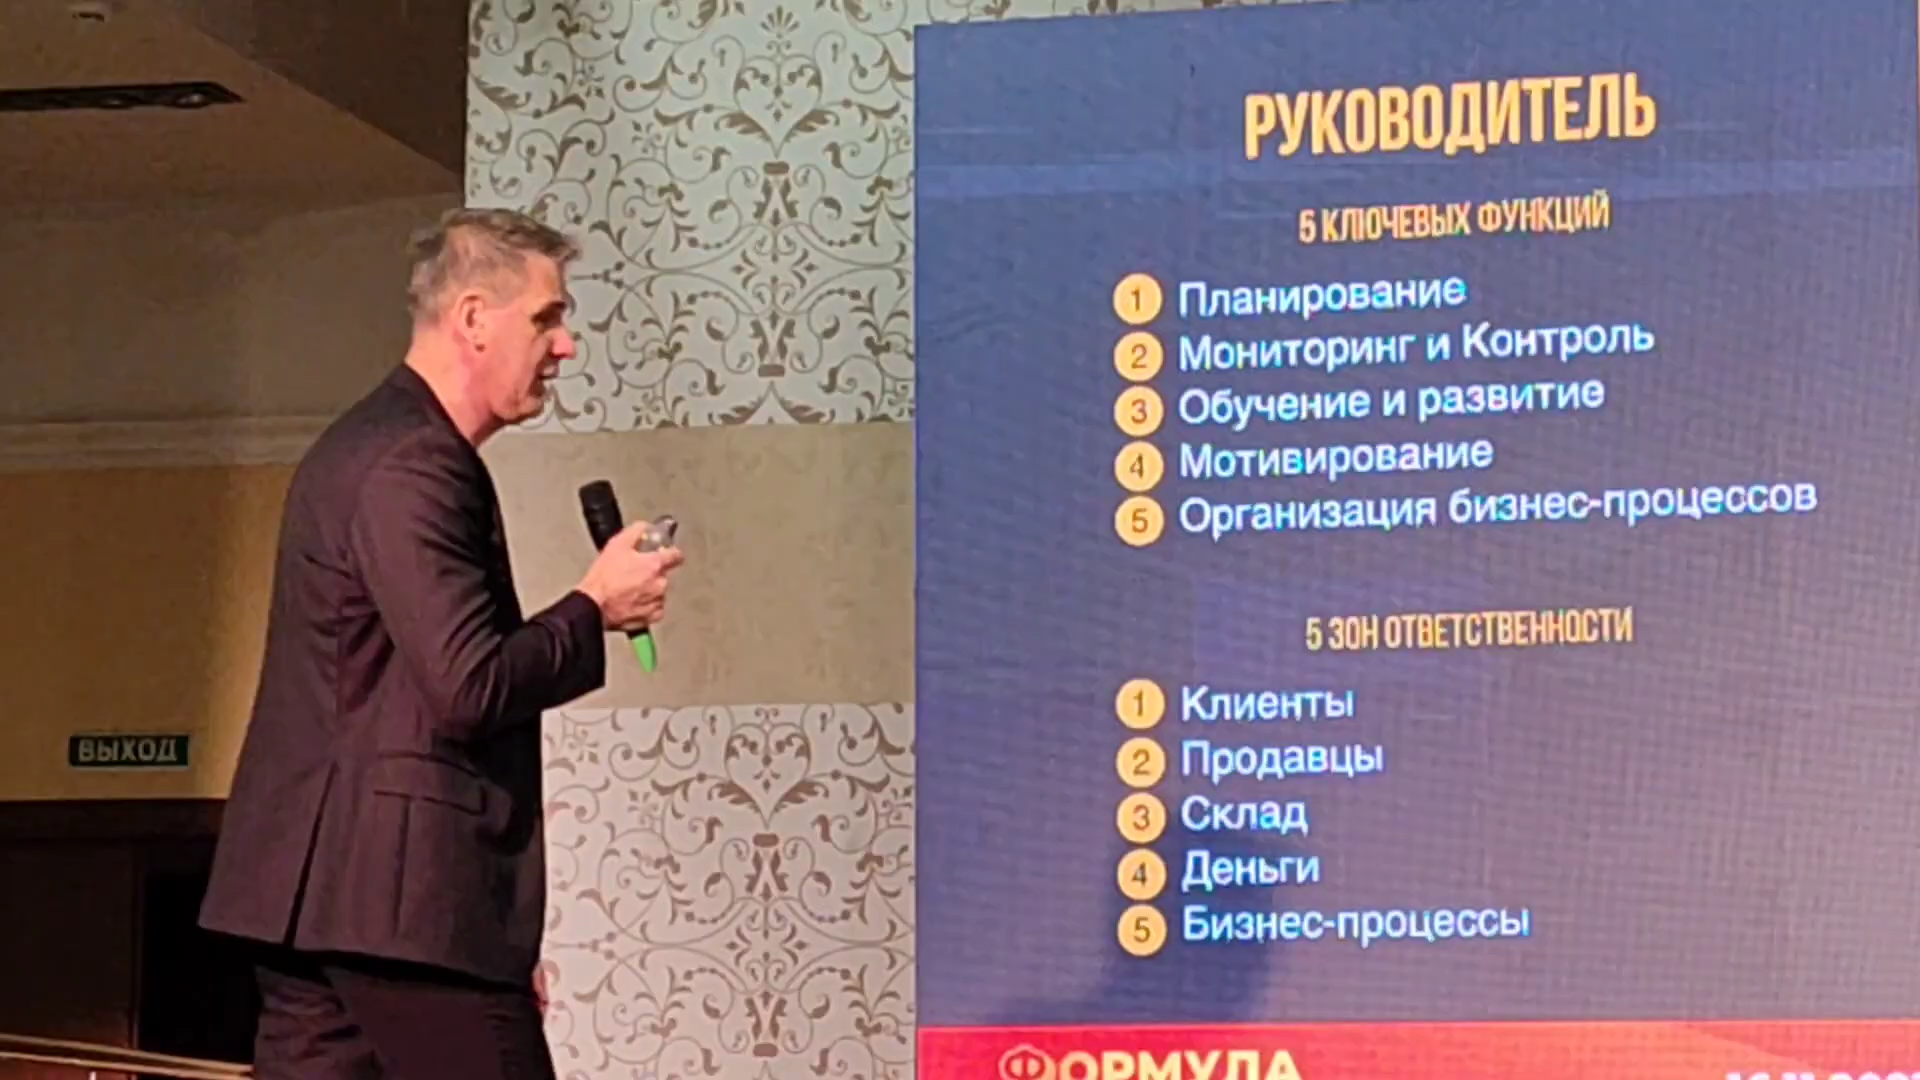 РУКОВОДИТЕЛЬ
5 КЛЮЧЕВЫХ ФУНКЦИЙ
1 Планирование
2 Мониторинг и Контроль
3 Обучение и развитие
4 Мотивирование
5 Организация бизнес-процессов
5 ЗОН ОТВЕТСТВЕННОСТИ
1 Клиенты
2 Продавцы
3 Склад
4 Деньги
5 Бизнес-процессы
ФОРМУЛА
ВЫХОД